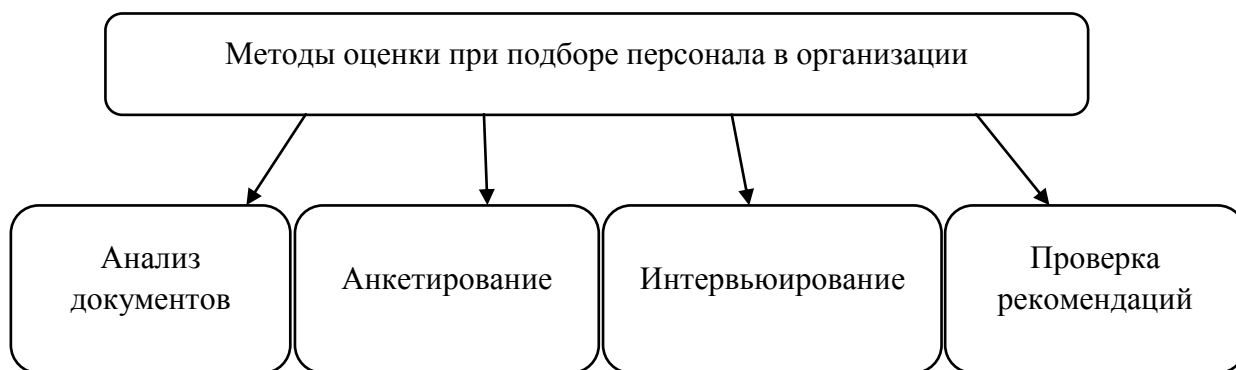 Методы оценки при подборе персонала в организации
Анализ
документов
Анкетирование
Интервьюирование
Проверка
рекомендаций